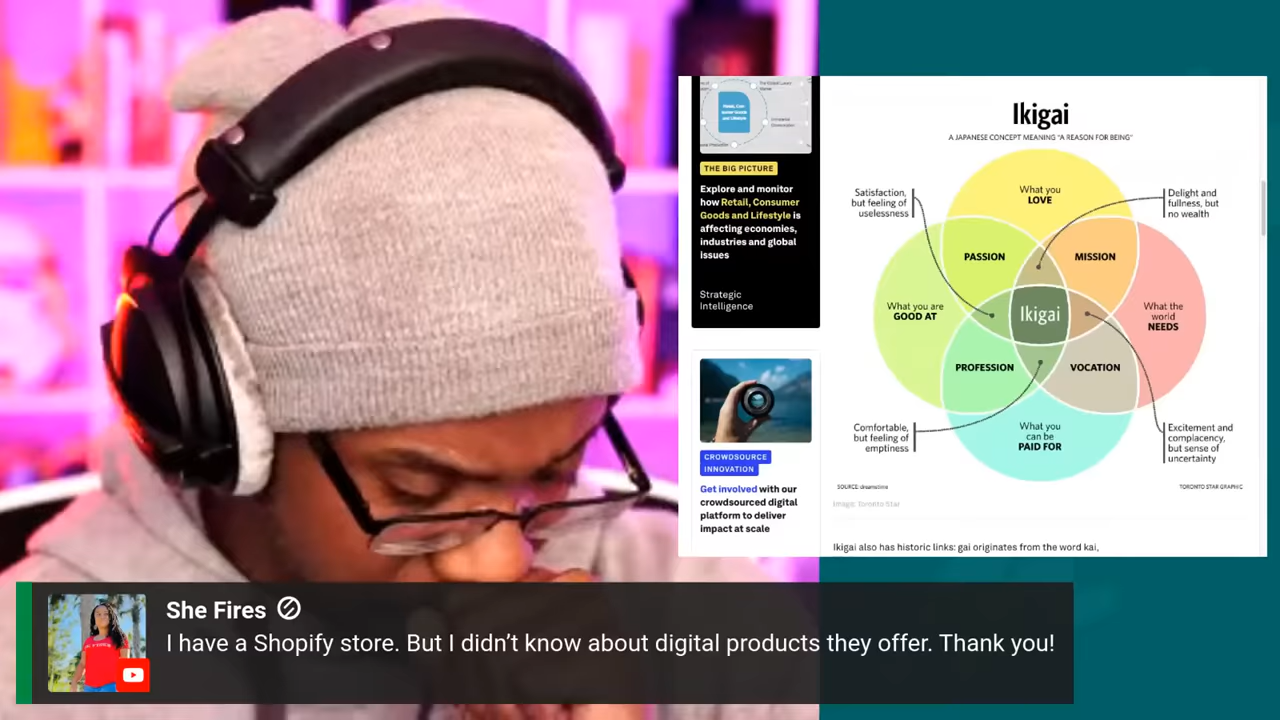 THE BIG PICTURE
Explore and monitor
how Retail, Consumer
Goods and Lifestyle is
affecting economies,
industries and global
issues
Strategic
Intelligence
CROWDSOURCE
INNOVATION
Get involved with our
crowdsourced digital
platform to deliver
impact at scale
Ikigai
A JAPANESE CONCEPT MEANING "A REASON FOR BEING"
Satisfaction,
but feeling of
uselessness
What you
LOVE
Delight and
fullness, but
no wealth
PASSION
MISSION
What you are
GOOD AT
Ikigai
What the
world
NEEDS
PROFESSION
VOCATION
Comfortable,
but feeling of
emptiness
What you
can be
PAID FOR
Excitement and
complacency,
but sense of
uncertainty
SOURCE: dreamstime
TORONTO STAR GRAPHIC
Image: Toronto Star
Ikigai also has historic links: gai originates from the word kai,
She Fires
I have a Shopify store. But I didn’t know about digital products they offer. Thank you!